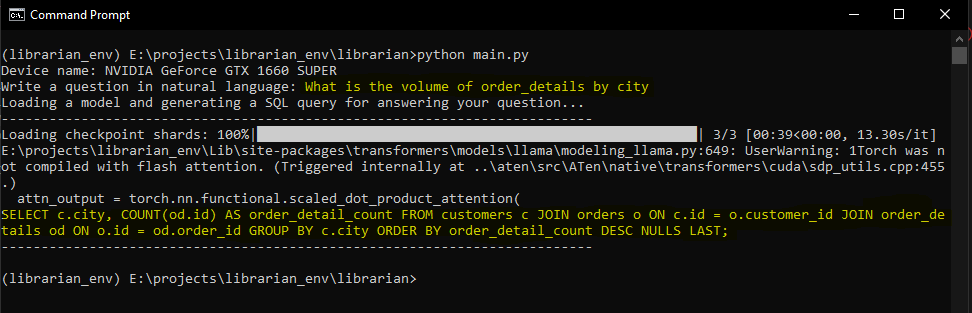 Command Prompt
(librarian_env) E:\projects\librarian_env\librarian>python main.py
Device name: NVIDIA GeForce GTX 1660 SUPER
Write a question in natural language: What is the volume of order_details by city
Loading a model and generating a SQL query for answering your question...
--------------------------------------------------------------------------
Loading checkpoint shards: 100%|████████████████████████████████████████████████████████| 3/3 [00:39<00:00, 13.30s/it]
E:\projects\librarian_env\Lib\site-packages\transformers\models\llama\modeling_llama.py:649: UserWarning: 1Torch was n
ot compiled with flash attention. (Triggered internally at ..\aten\src\ATen\native\transformers\cuda\sdp_utils.cpp:455
.)
attn_output = torch.nn.functional.scaled_dot_product_attention(
SELECT c.city, COUNT(od.id) AS order_detail_count FROM customers c JOIN orders o ON c.id = o.customer_id JOIN order_de
tails od ON o.id = od.order_id GROUP BY c.city ORDER BY order_detail_count DESC NULLS LAST;
--------------------------------------------------------------------------
(librarian_env) E:\projects\librarian_env\librarian>